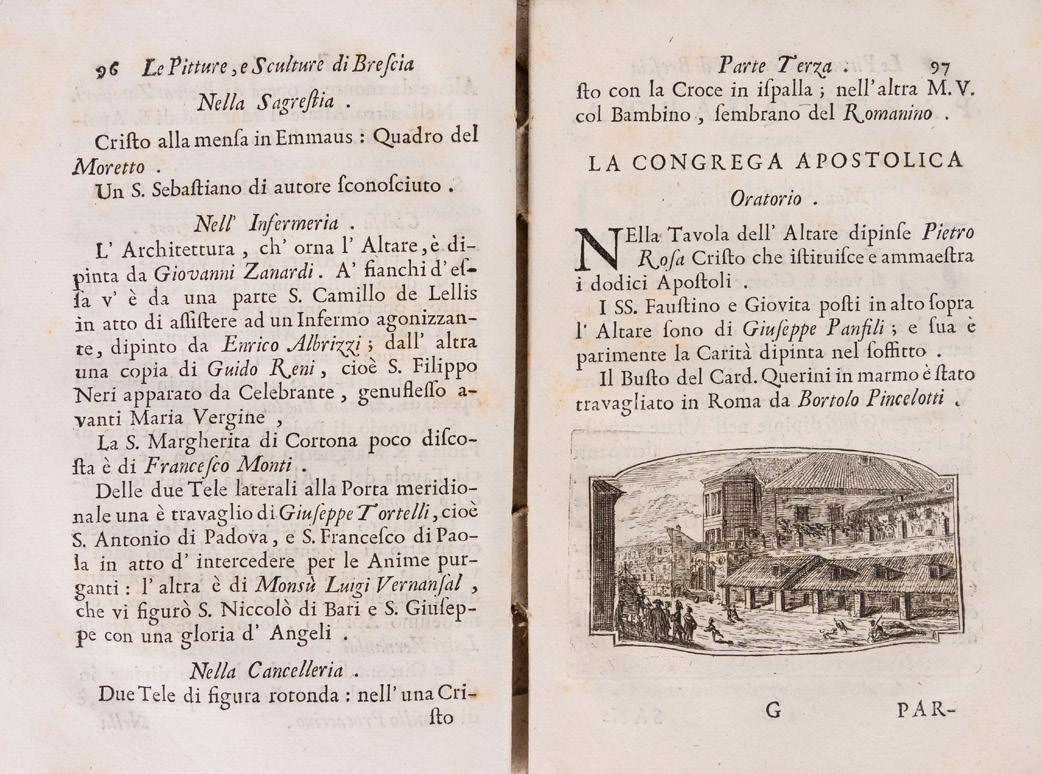 96 Le Pitture, e Sculture di Breſcia
Nella Sagreſtia .
Criſto alla menſa in Emmaus : Quadro del
Moretto .
Un S. Sebaſtiano di autore ſconoſciuto .
Nell' Infermeria .
L' Architettura , ch' orna l' Altare, è di-
pinta da Giovanni Zanardi . A' fianchi d' eſ-
ſa v' è da una parte S. Camillo de Lellis
in atto di aſſiſtere ad un Infermo agonizzan-
te, dipinto da Enrico Albrizzi ; dall' altra
una copia di Guido Reni , cioè S. Filippo
Neri apparato da Celebrante , genufleſſo a-
vanti Maria Vergine ,
La S. Margherita di Cortona poco diſco-
ſta è di Franceſco Monti .
Delle due Tele laterali alla Porta meridio-
nale una è travaglio di Giuſeppe Tortelli, cioè
S. Antonio di Padova, e S. Franceſco di Pao-
la in atto d' intercedere per le Anime pur-
ganti : l' altra è di Monsù Luigi Vernanſal ,
che vi figurò S. Niccolò di Bari e S. Giuſep-
pe con una gloria d' Angeli .
Nella Cancelleria .
Due Tele di figura rotonda : nell' una Cri-
ſto
Parte Terza . 97
ſto con la Croce in iſpalla ; nell' altra M. V.
col Bambino , ſembrano del Romanino .
LA CONGREGA APOSTOLICA
Oratorio .
NElla Tavola dell' Altare dipinſe Pietro
Roſa Criſto che iſtituiſce e ammaeſtra
i dodici Apoſtoli .
I SS. Fauſtino e Giovita poſti in alto ſopra
l' Altare ſono di Giuſeppe Panfili ; e ſua è
parimente la Carità dipinta nel ſoffitto .
Il Buſto del Card. Querini in marmo è ſtato
travagliato in Roma da Bortolo Pincelotti .
G PAR-